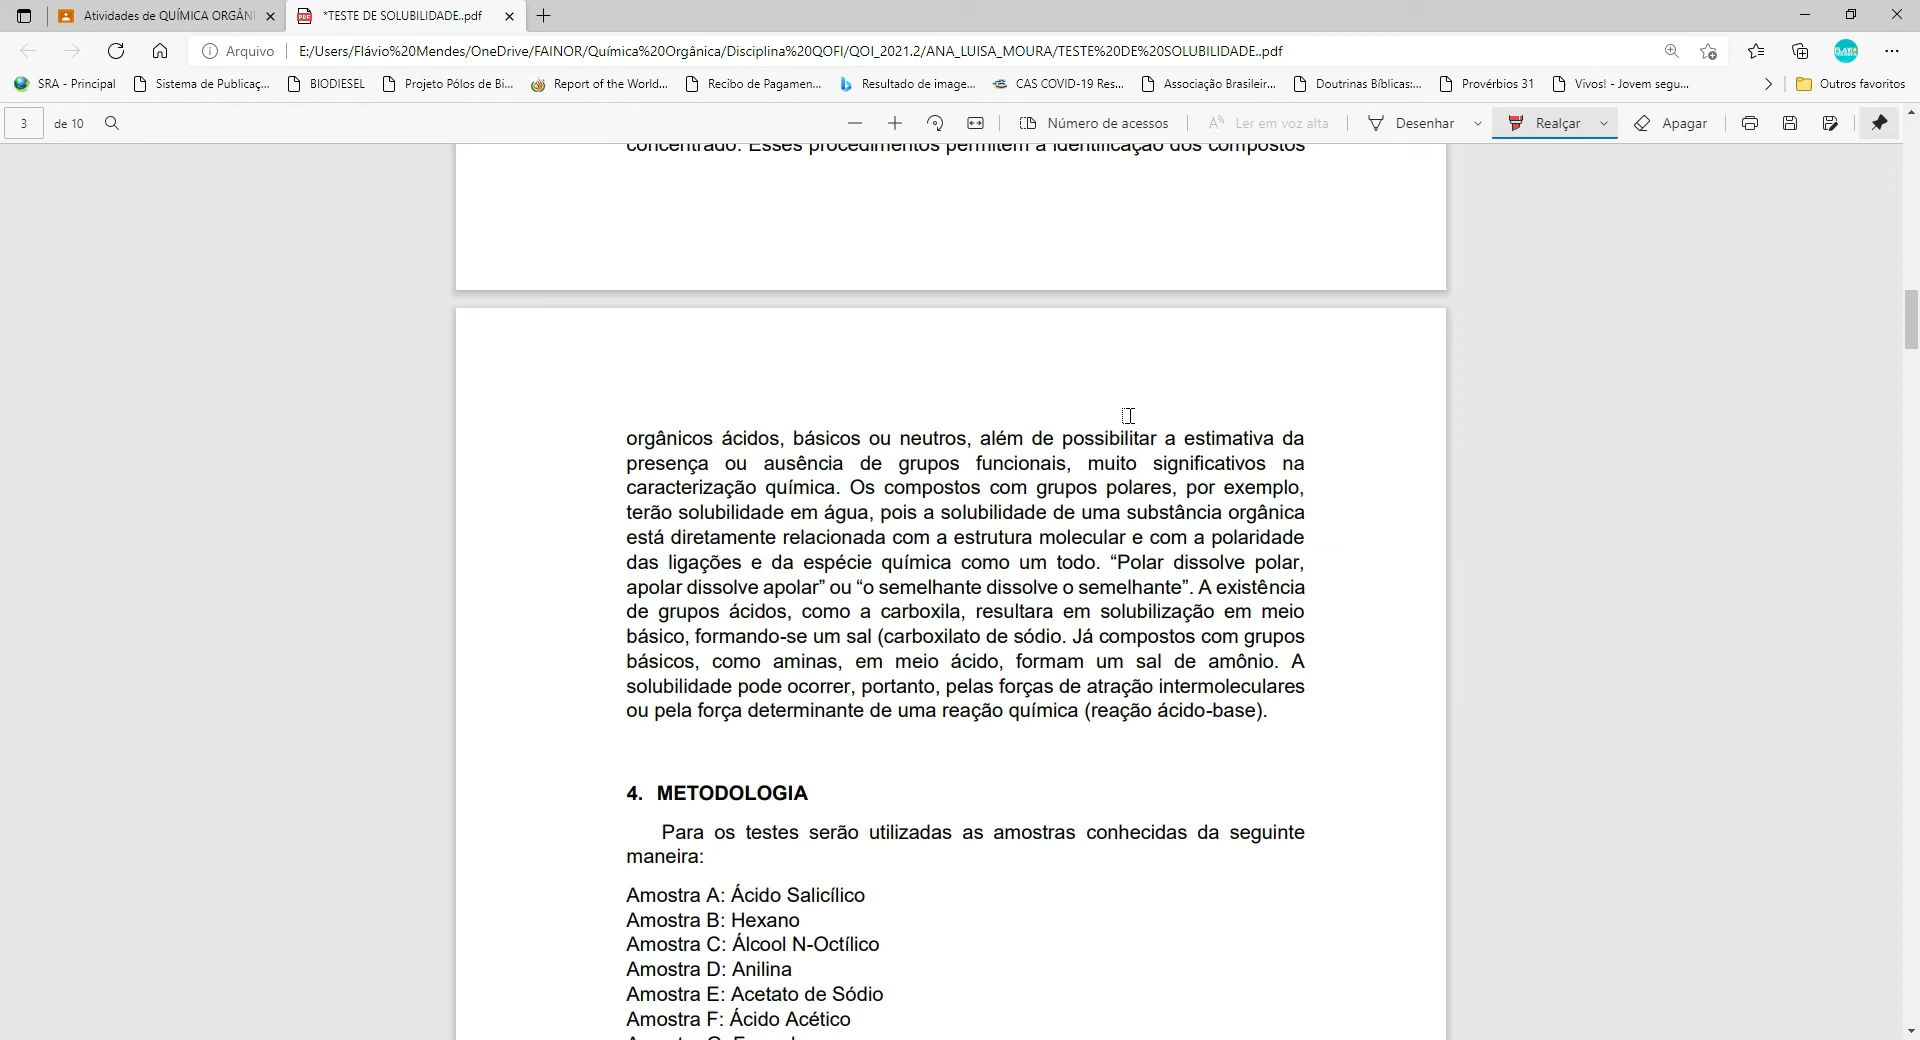 Atividades de QUÍMICA ORGÂNI
*TESTE DE SOLUBILIDADE..pdf
Arquivo
E:/Users/Flávio%20Mendes/OneDrive/FAINOR/Química%20Orgânica/Disciplina%20QOFI/QOI_2021.2/ANA_LUISA_MOURA/TESTE%20DE%20SOLUBILIDADE..pdf
SRA - Principal
Sistema de Publicaç...
BIODIESEL
Projeto Pólos de Bi...
Report of the World...
Recibo de Pagamen...
Resultado de image...
CAS COVID-19 Res...
Associação Brasileir...
Doutrinas Bíblicas:...
Provérbios 31
Vivos! - Jovem segu...
Outros favoritos
3 de 10
Número de acessos
Ler em voz alta
Desenhar
Realçar
Apagar
concentrado. Esses procedimentos permitem a identificação dos compostos
orgânicos ácidos, básicos ou neutros, além de possibilitar a estimativa da
presença ou ausência de grupos funcionais, muito significativos na
caracterização química. Os compostos com grupos polares, por exemplo,
terão solubilidade em água, pois a solubilidade de uma substância orgânica
está diretamente relacionada com a estrutura molecular e com a polaridade
das ligações e da espécie química como um todo. “Polar dissolve polar,
apolar dissolve apolar” ou “o semelhante dissolve o semelhante”. A existência
de grupos ácidos, como a carboxila, resultara em solubilização em meio
básico, formando-se um sal (carboxilato de sódio. Já compostos com grupos
básicos, como aminas, em meio ácido, formam um sal de amônio. A
solubilidade pode ocorrer, portanto, pelas forças de atração intermoleculares
ou pela força determinante de uma reação química (reação ácido-base).
4. METODOLOGIA
Para os testes serão utilizadas as amostras conhecidas da seguinte
maneira:
Amostra A: Ácido Salicílico
Amostra B: Hexano
Amostra C: Álcool N-Octílico
Amostra D: Anilina
Amostra E: Acetato de Sódio
Amostra F: Ácido Acético